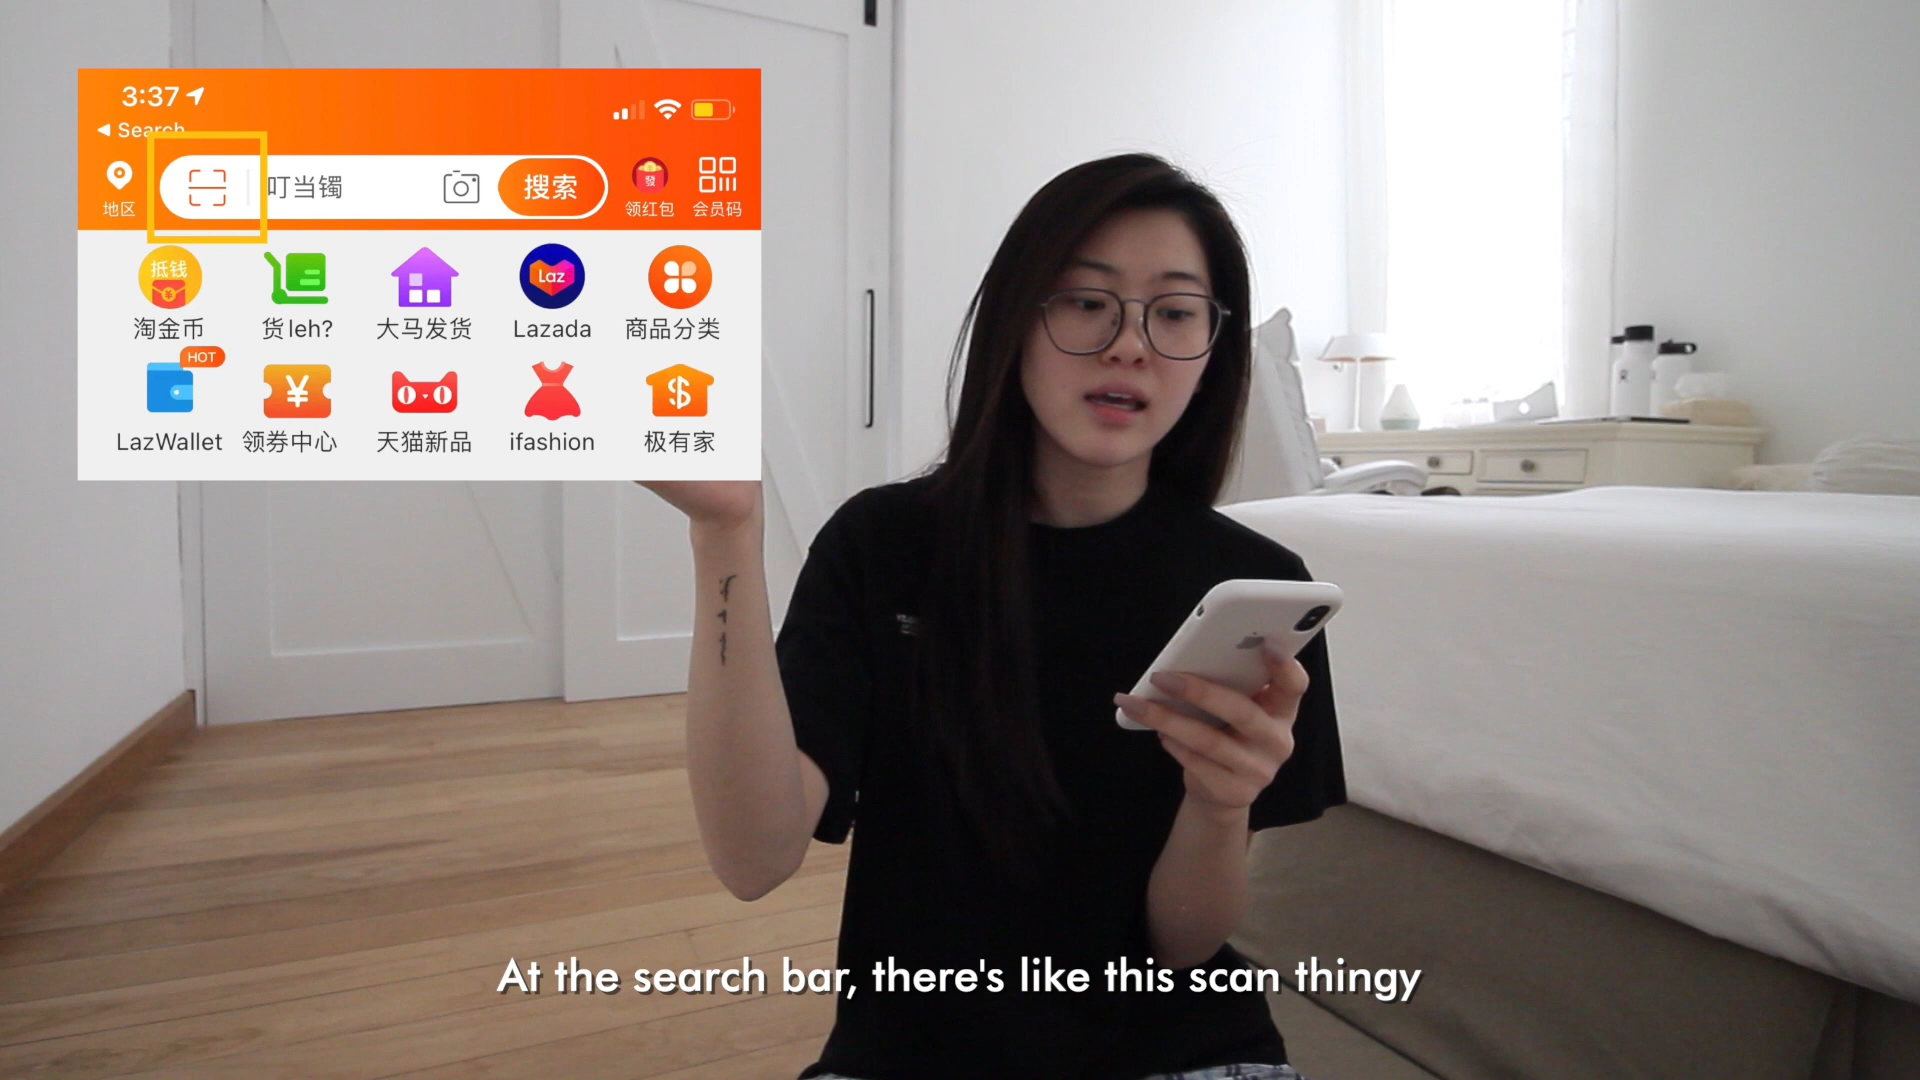 3:37
Search
叮当镯
搜索
地区
發
领红包
会员码
抵钱
¥
Laz
淘金币
货leh?
大马发货
Lazada
商品分类
HOT
¥
$
LazWallet
领券中心
天猫新品
ifashion
极有家
At the search bar, there's like this scan thingy